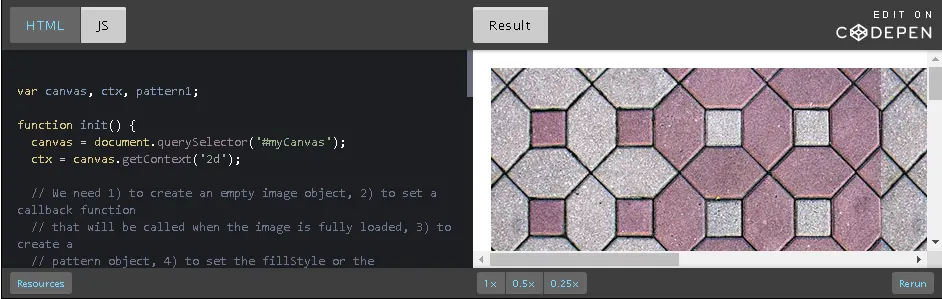 HTML
JS
Result
EDIT ON
CODEPEN
var canvas, ctx, pattern1;
function init() {
canvas = document.querySelector('#myCanvas');
ctx = canvas.getContext('2d');
// We need 1) to create an empty image object, 2) to set a
callback function
// that will be called when the image is fully loaded, 3) to
create a
// pattern object, 4) to set the fillStyle or the
Resources
1x
0.5x
0.25x
Rerun